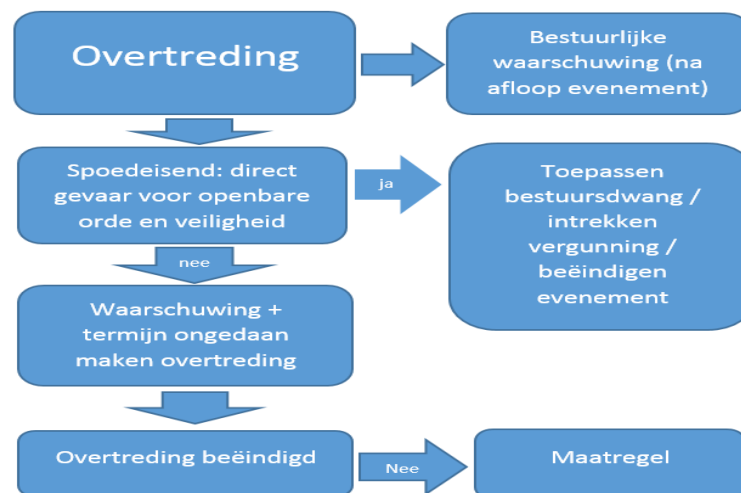 Overtreding
Bestuurlijke
waarschuwing (na
afloop evenement)
Spoedeisend: direct
gevaar voor openbare
orde en veiligheid
ja
Toepassen
bestuursdwang /
intrekken
vergunning /
beëindigen
evenement
nee
Waarschuwing +
termijn ongedaan
maken overtreding
Overtreding beëindigd
Nee
Maatregel